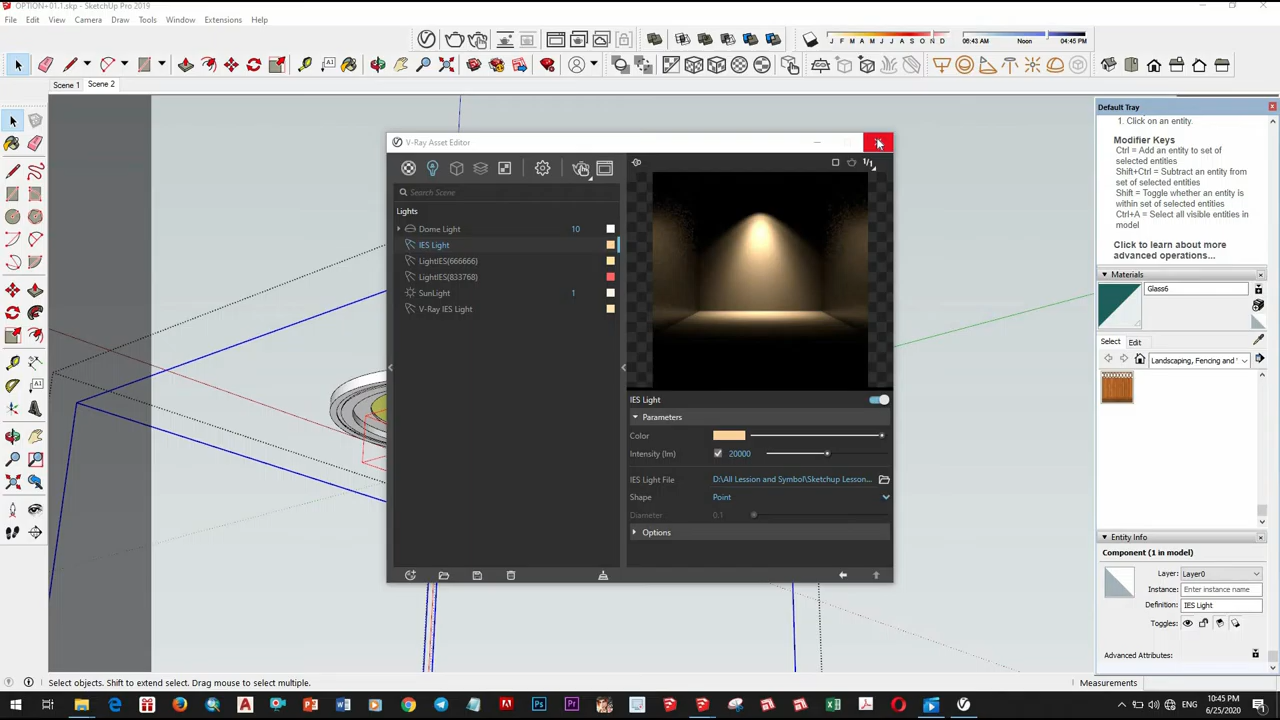 OPTION+01.1.skp - SketchUp Pro 2019
File Edit View Camera Draw Tools Window Extensions Help
J F M A M J J A S O N D
06:43 AM Noon 04:45 PM
Scene 1 Scene 2
Default Tray
1. Click on an entity.
Modifier Keys
Ctrl = Add an entity to set of
selected entities
Shift+Ctrl = Subtract an entity from
set of selected entities
Shift = Toggle whether an entity is
within set of selected entities
Ctrl+A = Select all visible entities in
model
Click to learn about more
advanced operations...
Materials
Glass6
Select Edit
Landscaping, Fencing and
Entity Info
Component (1 in model)
Layer: Layer0
Instance: Enter instance name
Definition: IES Light
Toggles:
Advanced Attributes:
V-Ray Asset Editor
1/1
Search Scene
Lights
Dome Light 10
IES Light
LightIES(666666)
LightIES(833768)
SunLight 1
V-Ray IES Light
IES Light
Parameters
Color
Intensity (lm) 20000
IES Light File D:\All Lession and Symbol\Sketchup Lesson...
Shape Point
Diameter 0.1
Options
Select objects. Shift to extend select. Drag mouse to select multiple.
Measurements
ENG
10:45 PM
6/25/2020